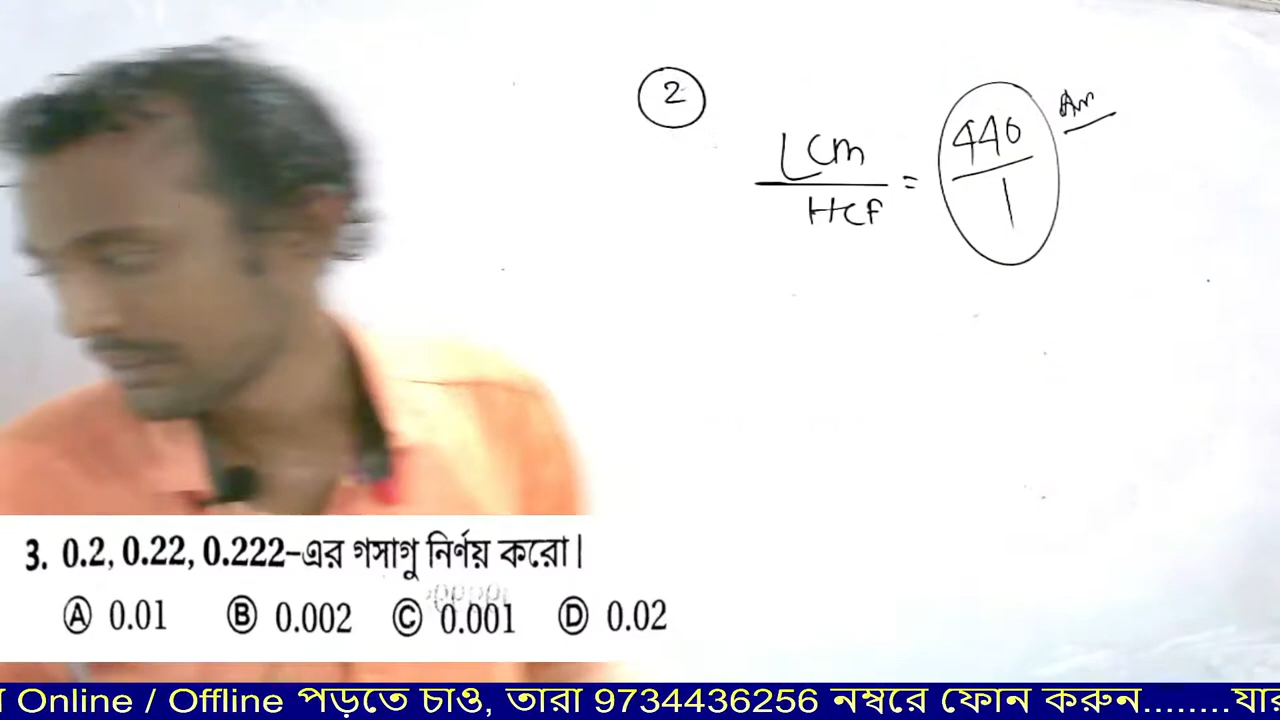 2
LCM
HCF
=
440
1
Ans
3. 0.2, 0.22, 0.222-এর গসাগু নির্ণয় করো।
A 0.01 B 0.002 C 0.001 D 0.02
Online / Offline পড়তে চাও, তারা 9734436256 নম্বরে ফোন করুন........যার